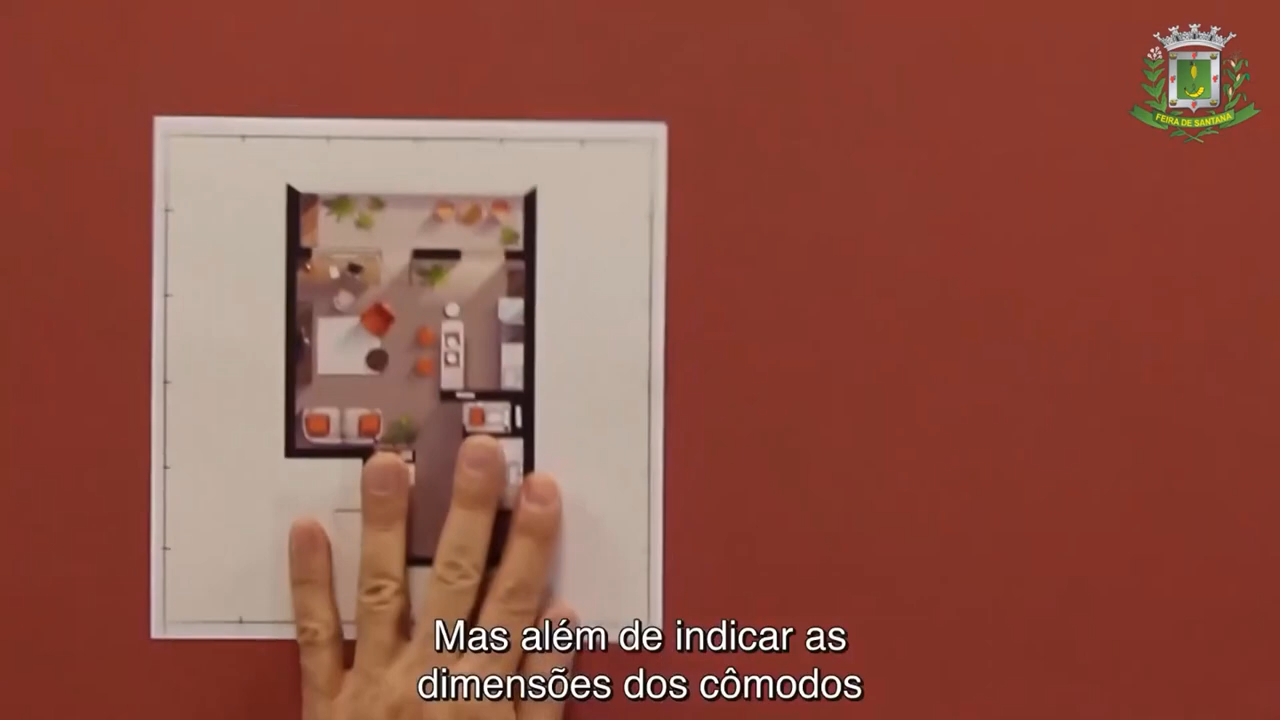 FEIRA DE SANTANA
Mas além de indicar as
dimensões dos cômodos